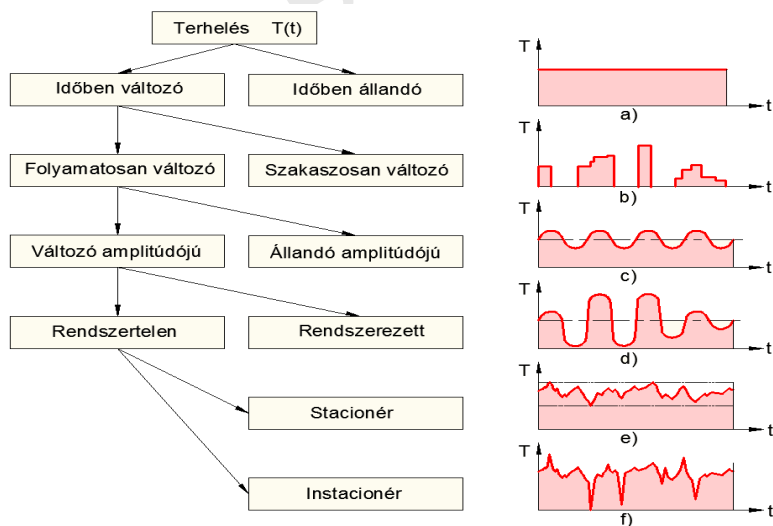 Terhelés T(t)
Időben változó
Időben állandó
Folyamatosan változó
Szakaszosan változó
Változó amplitúdójú
Állandó amplitúdójú
Rendszertelen
Rendszerezett
Stacionér
Instacionér
T
t
a)
T
t
b)
T
t
c)
T
t
d)
T
t
e)
T
t
f)